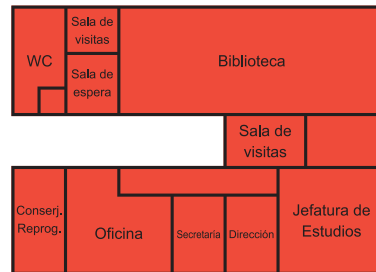 Sala de
visitas
WC
Sala de
espera
Biblioteca
Sala de
visitas
Conserj.
Reprog.
Oficina
Secretaría
Dirección
Jefatura de
Estudios